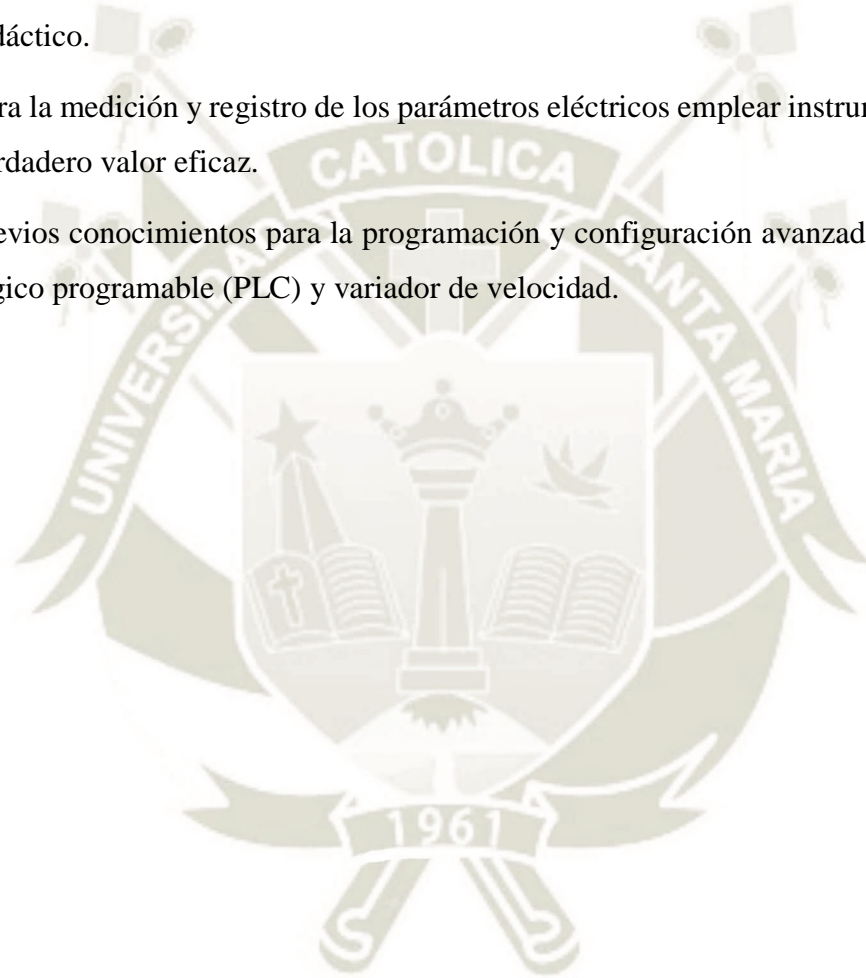 dáctico.
ra la medición y registro de los parámetros eléctricos emplear instru
rdadero valor eficaz.
evios conocimientos para la programación y configuración avanzad
gico programable (PLC) y variador de velocidad.
UNIVERSIDAD CATOLICA SANTA MARIA
1961